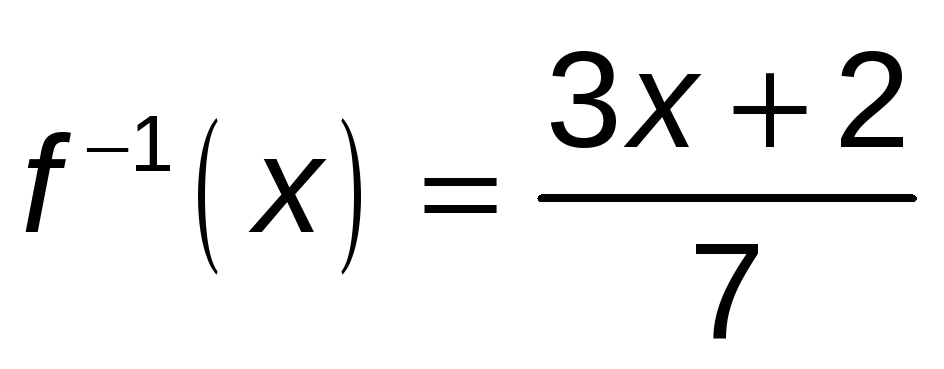 f⁻¹(x) = (3x + 2)/7